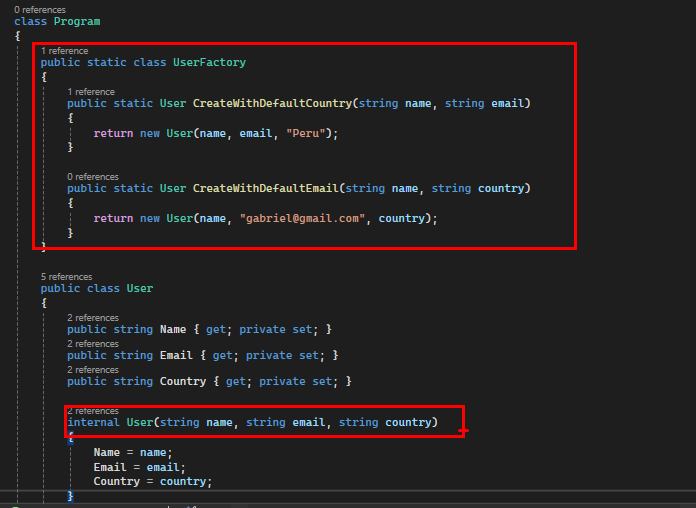 0 references
class Program
{
1 reference
public static class UserFactory
{
1 reference
public static User CreateWithDefaultCountry(string name, string email)
{
return new User(name, email, "Peru");
}
0 references
public static User CreateWithDefaultEmail(string name, string country)
{
return new User(name, "gabriel@gmail.com", country);
}
}
5 references
public class User
{
2 references
public string Name { get; private set; }
2 references
public string Email { get; private set; }
2 references
public string Country { get; private set; }
2 references
internal User(string name, string email, string country)
{
Name = name;
Email = email;
Country = country;
}